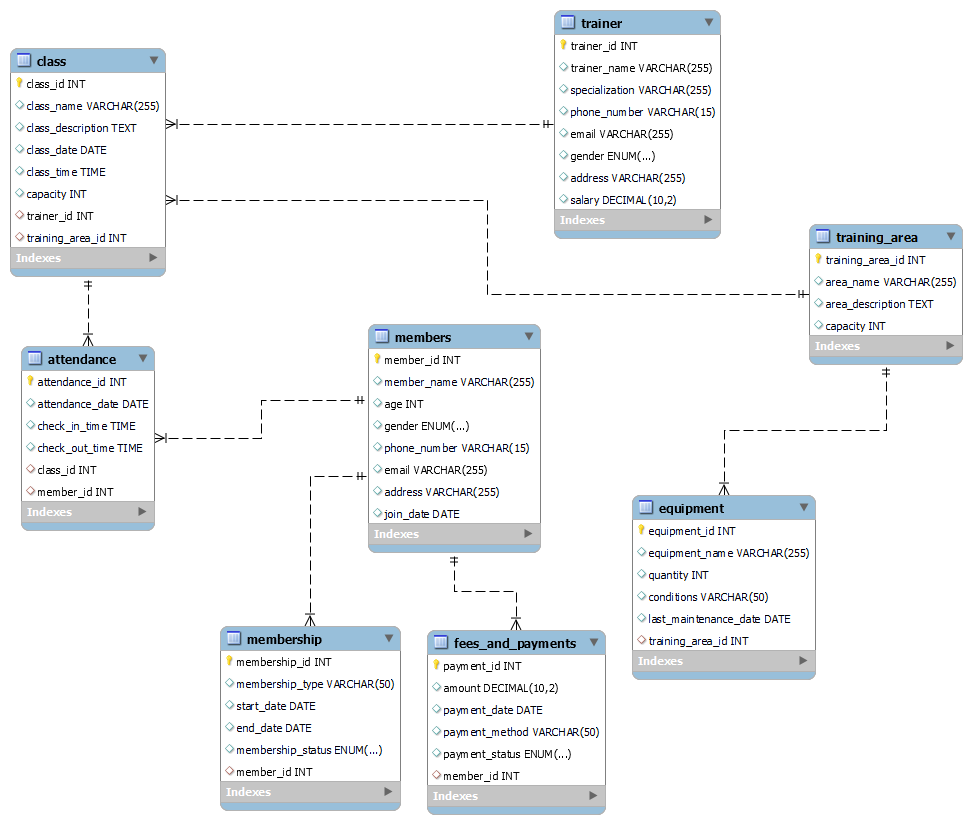 trainer
trainer_id INT
trainer_name VARCHAR(255)
specialization VARCHAR(255)
phone_number VARCHAR(15)
email VARCHAR(255)
gender ENUM(...)
address VARCHAR(255)
salary DECIMAL(10,2)
Indexes
class
class_id INT
class_name VARCHAR(255)
class_description TEXT
class_date DATE
class_time TIME
capacity INT
trainer_id INT
training_area_id INT
Indexes
training_area
training_area_id INT
area_name VARCHAR(255)
area_description TEXT
capacity INT
Indexes
attendance
attendance_id INT
attendance_date DATE
check_in_time TIME
check_out_time TIME
class_id INT
member_id INT
Indexes
members
member_id INT
member_name VARCHAR(255)
age INT
gender ENUM(...)
phone_number VARCHAR(15)
email VARCHAR(255)
address VARCHAR(255)
join_date DATE
Indexes
equipment
equipment_id INT
equipment_name VARCHAR(255)
quantity INT
conditions VARCHAR(50)
last_maintenance_date DATE
training_area_id INT
Indexes
membership
membership_id INT
membership_type VARCHAR(50)
start_date DATE
end_date DATE
membership_status ENUM(...)
member_id INT
Indexes
fees_and_payments
payment_id INT
amount DECIMAL(10,2)
payment_date DATE
payment_method VARCHAR(50)
payment_status ENUM(...)
member_id INT
Indexes